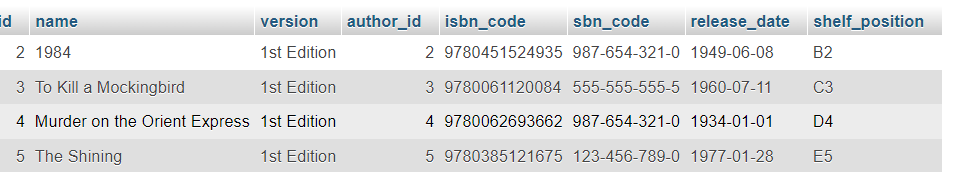 id name version author_id isbn_code sbn_code release_date shelf_position
2 1984 1st Edition 2 9780451524935 987-654-321-0 1949-06-08 B2
3 To Kill a Mockingbird 1st Edition 3 9780061120084 555-555-555-5 1960-07-11 C3
4 Murder on the Orient Express 1st Edition 4 9780062693662 987-654-321-0 1934-01-01 D4
5 The Shining 1st Edition 5 9780385121675 123-456-789-0 1977-01-28 E5